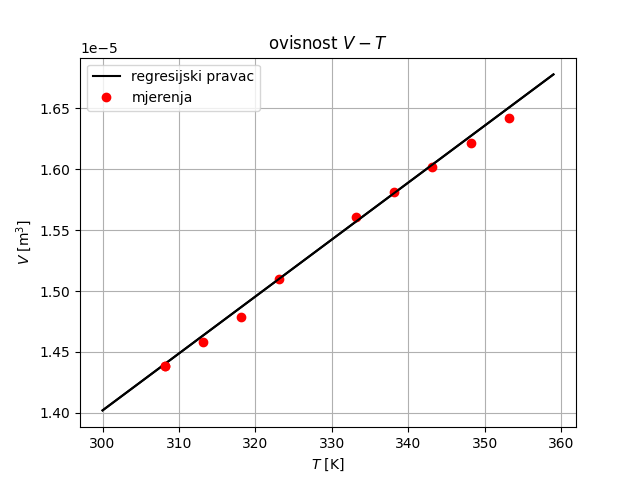 ovisnost V − T
1e−5
regresijski pravac
mjerenja
1.65
1.60
1.55
1.50
1.45
1.40
V [m³]
300 310 320 330 340 350 360
T [K]